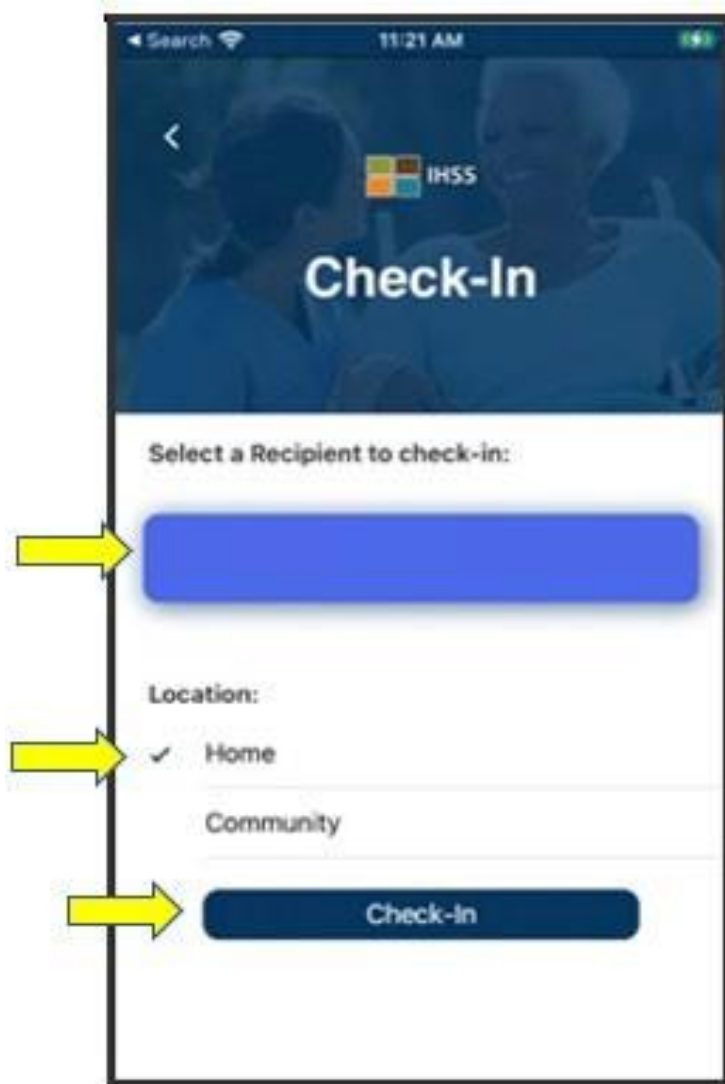 Search
11:21 AM
IHSS
Check-In
Select a Recipient to check-in:
Location:
Home
Community
Check-In